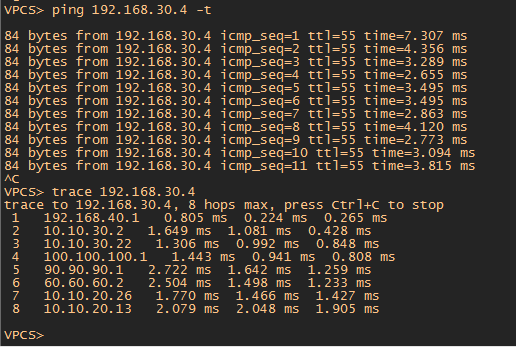 VPCS> ping 192.168.30.4 -t
84 bytes from 192.168.30.4 icmp_seq=1 ttl=55 time=7.307 ms
84 bytes from 192.168.30.4 icmp_seq=2 ttl=55 time=4.356 ms
84 bytes from 192.168.30.4 icmp_seq=3 ttl=55 time=3.289 ms
84 bytes from 192.168.30.4 icmp_seq=4 ttl=55 time=2.655 ms
84 bytes from 192.168.30.4 icmp_seq=5 ttl=55 time=3.495 ms
84 bytes from 192.168.30.4 icmp_seq=6 ttl=55 time=3.495 ms
84 bytes from 192.168.30.4 icmp_seq=7 ttl=55 time=2.863 ms
84 bytes from 192.168.30.4 icmp_seq=8 ttl=55 time=4.120 ms
84 bytes from 192.168.30.4 icmp_seq=9 ttl=55 time=2.773 ms
84 bytes from 192.168.30.4 icmp_seq=10 ttl=55 time=3.094 ms
84 bytes from 192.168.30.4 icmp_seq=11 ttl=55 time=3.815 ms
^C
VPCS> trace 192.168.30.4
trace to 192.168.30.4, 8 hops max, press Ctrl+C to stop
1 192.168.40.1 0.805 ms 0.224 ms 0.265 ms
2 10.10.30.2 1.649 ms 1.081 ms 0.428 ms
3 10.10.30.22 1.306 ms 0.992 ms 0.848 ms
4 100.100.100.1 1.443 ms 0.941 ms 0.808 ms
5 90.90.90.1 2.722 ms 1.642 ms 1.259 ms
6 60.60.60.2 2.504 ms 1.498 ms 1.233 ms
7 10.10.20.26 1.770 ms 1.466 ms 1.427 ms
8 10.10.20.13 2.079 ms 2.048 ms 1.905 ms
VPCS>